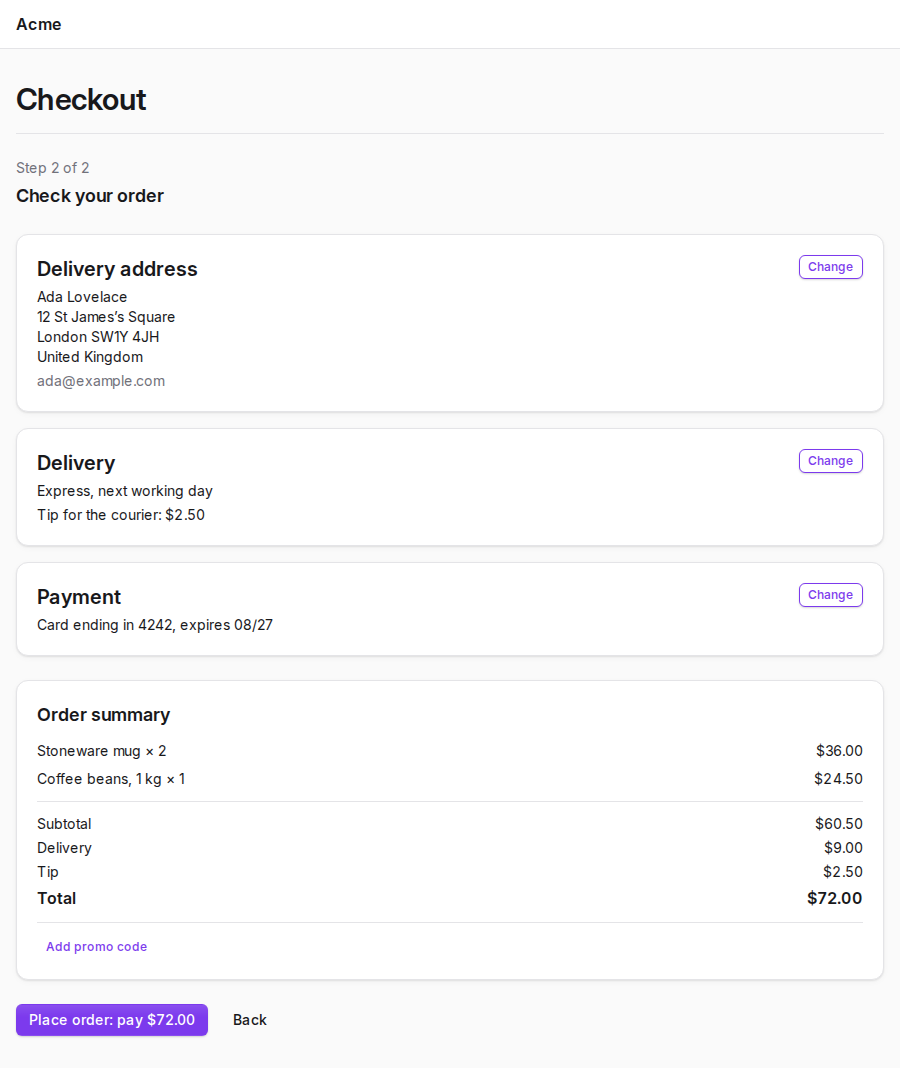 Acme
Checkout
Step 2 of 2
Check your order
Delivery address
Change
Ada Lovelace
12 St James’s Square
London SW1Y 4JH
United Kingdom
ada@example.com
Delivery
Change
Express, next working day
Tip for the courier: $2.50
Payment
Change
Card ending in 4242, expires 08/27
Order summary
Stoneware mug × 2 $36.00
Coffee beans, 1 kg × 1 $24.50
Subtotal $60.50
Delivery $9.00
Tip $2.50
Total $72.00
Add promo code
Place order: pay $72.00 Back